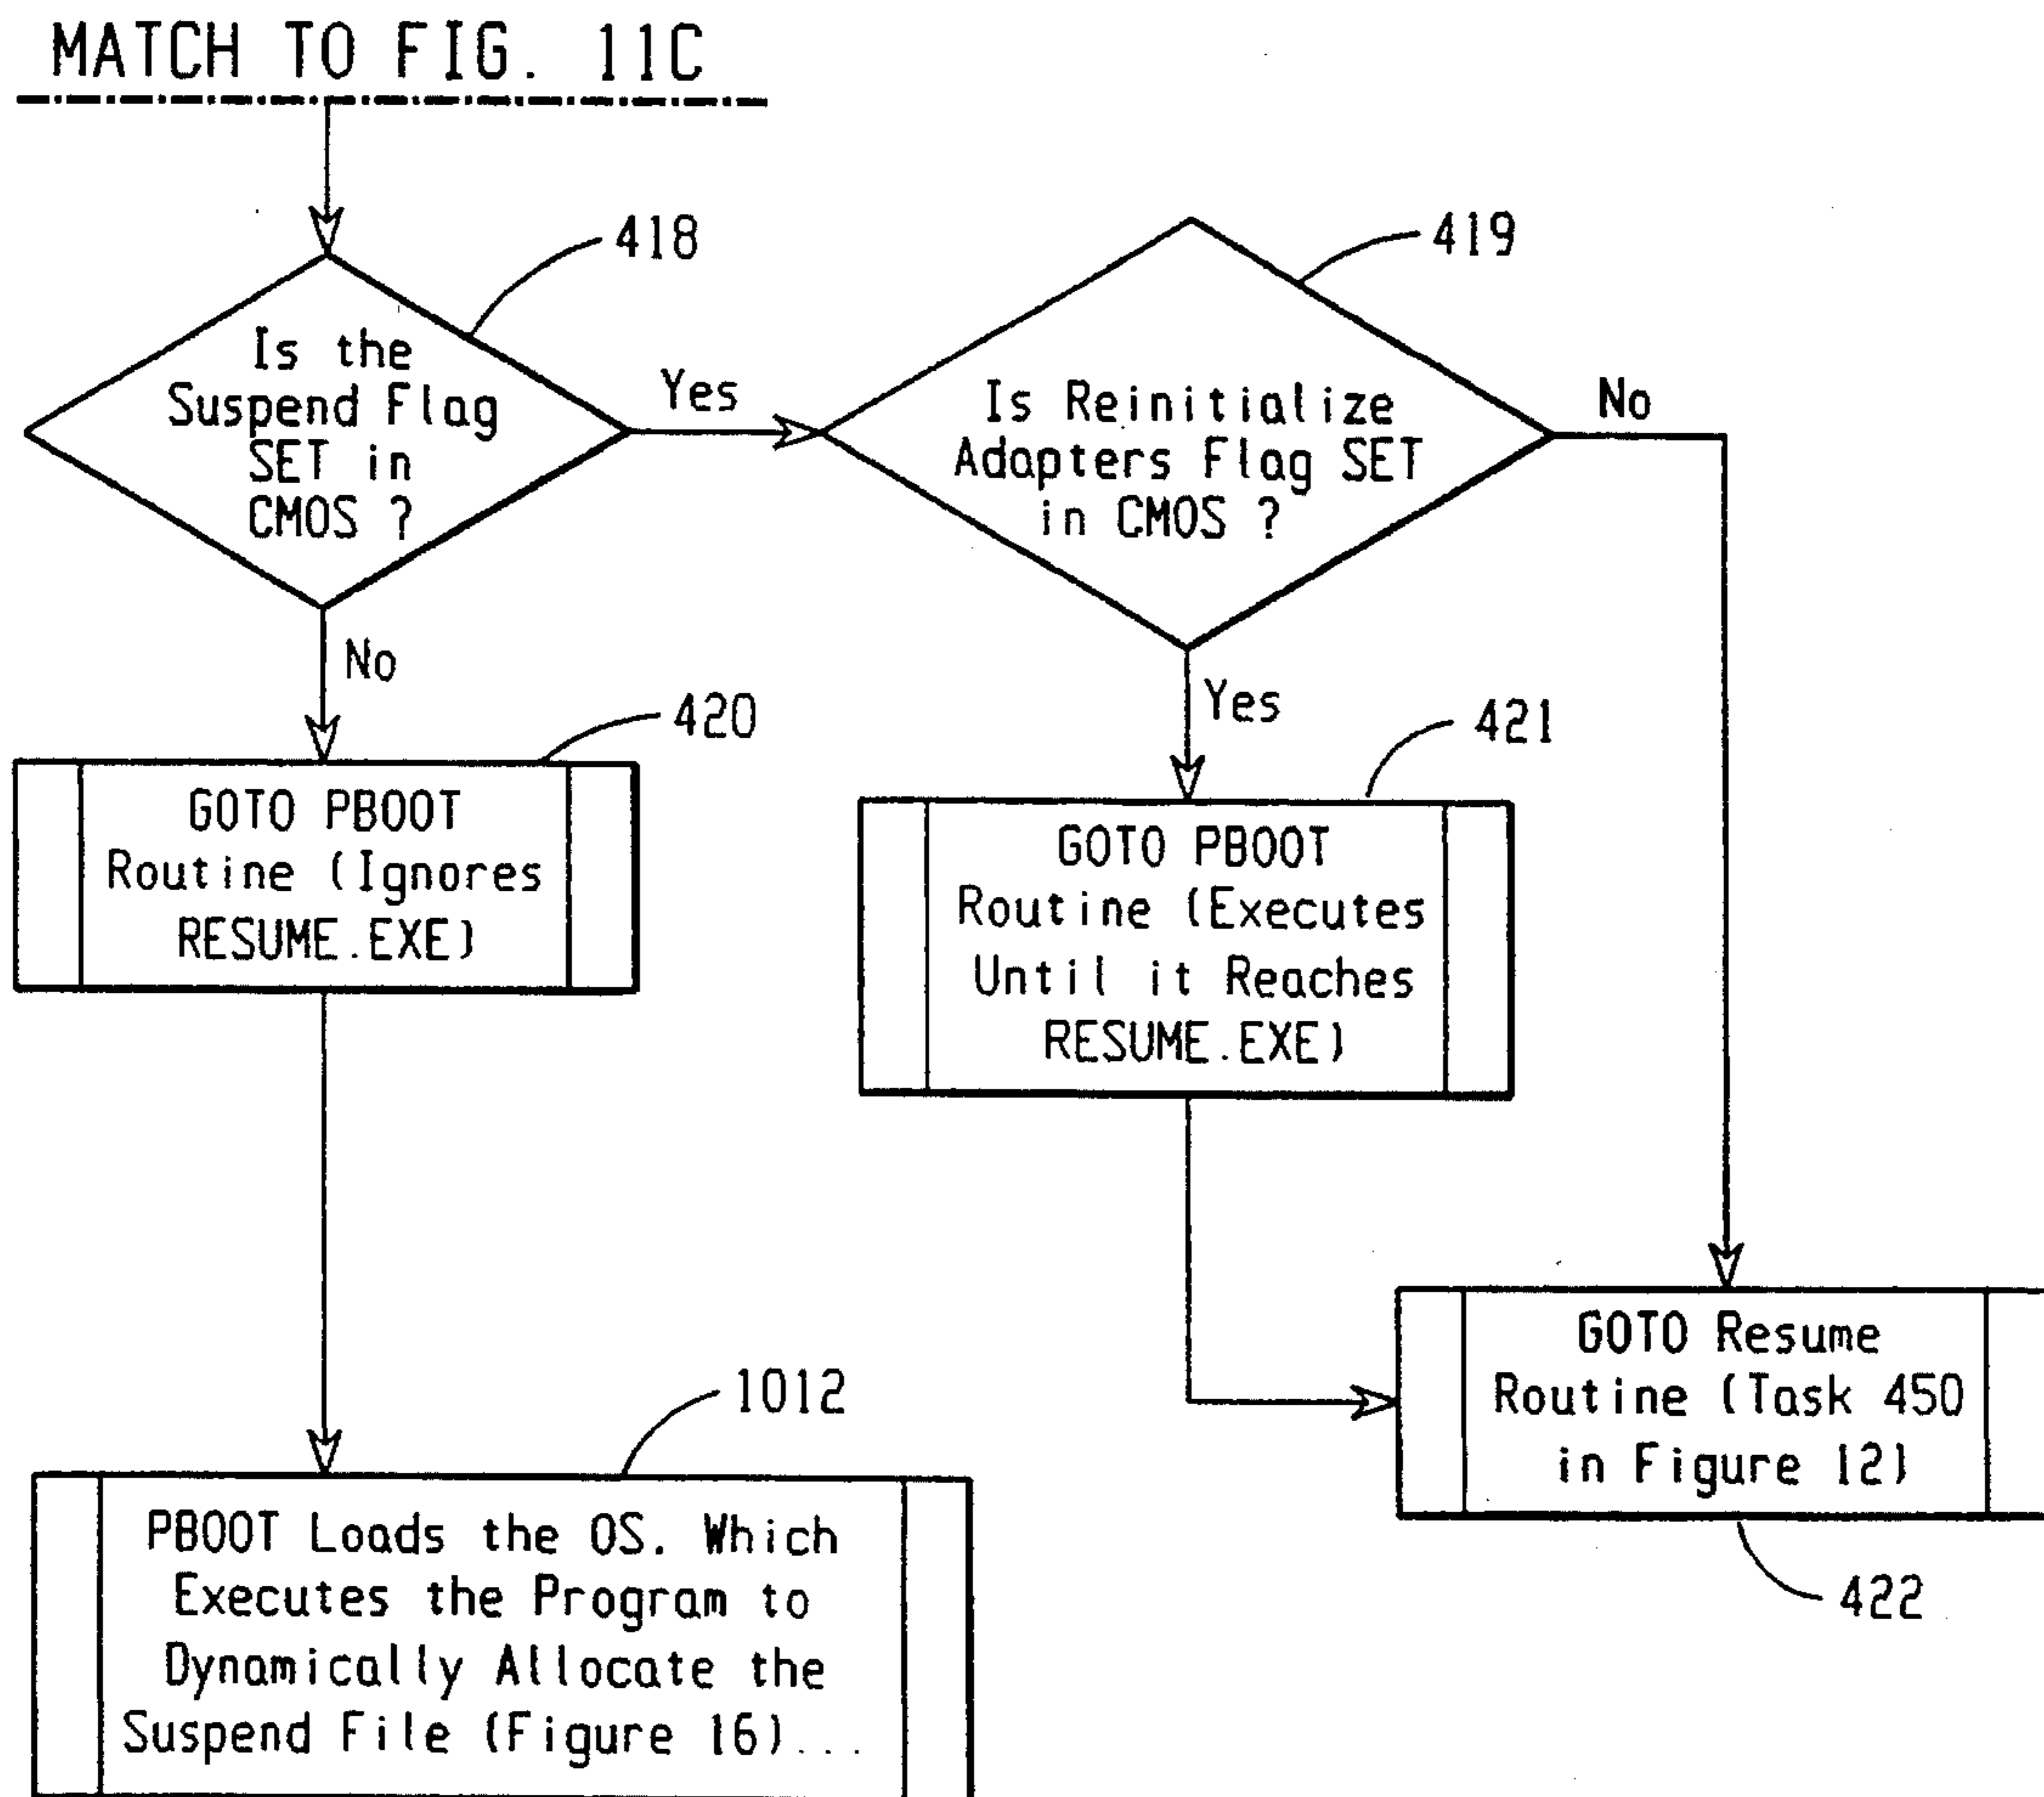 MATCH TO FIG. 11C
418
Is the
Suspend Flag
SET in
CMOS ?
Yes
No
419
Is Reinitialize
Adapters Flag SET
in CMOS ?
No
Yes
420
GOTO PBOOT
Routine (Ignores
RESUME.EXE)
421
GOTO PBOOT
Routine (Executes
Until it Reaches
RESUME.EXE)
1012
PBOOT Loads the OS. Which
Executes the Program to
Dynamically Allocate the
Suspend File (Figure 16)...
GOTO Resume
Routine (Task 450
in Figure 12)
422